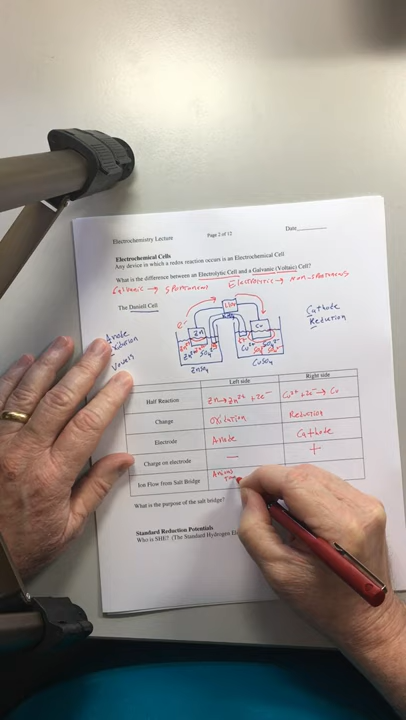 Electrochemistry Lecture Page 2 of 12 Date
Electrochemical Cells
Any device in which a redox reaction occurs is an Electrochemical Cell
What is the difference between an Electrolytic Cell and a Galvanic (Voltaic) Cell?
Galvanic → Spontaneous Electrolytic → Non-spontaneous
The Daniell Cell
Cathode
Reduction
Anode
Oxidation
Vowels
e⁻
Zn
Cu
ZnSO₄
CuSO₄
Left side Right side
Half Reaction Zn → Zn²⁺ + 2e⁻ Cu²⁺ + 2e⁻ → Cu
Change Oxidation Reduction
Electrode Anode Cathode
Charge on electrode − +
Ion Flow from Salt Bridge Anions
What is the purpose of the salt bridge?
Standard Reduction Potentials
Who is SHE? (The Standard Hydrogen